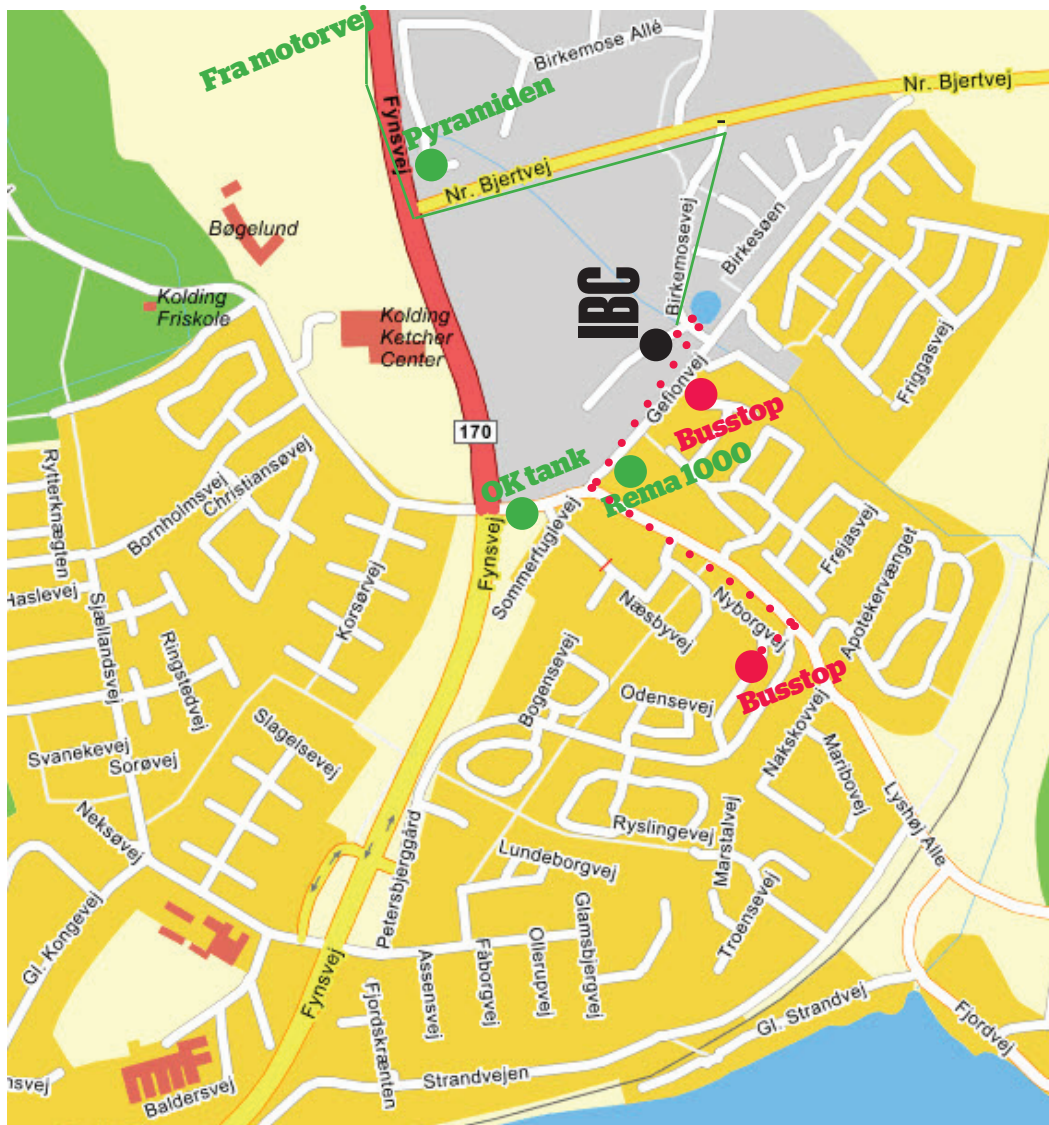 Fra motorvej
Birkemose Allé
Nr. Bjertvej
Fynsvej
Pyramiden
Nr. Bjertvej
Bøgelund
Birkemosevej
Birkesøen
Kolding
Friskole
Kolding
Ketcher
Center
IBC
Friggasvej
Gefionvej
Busstop
170
OK tank
Rema 1000
Rytterknægten
Bornholmsvej
Christiansøvej
Fynsvej
Sommerfuglevej
Frejasvej
Apotekervænget
Haslevej
Sjællandsvej
Ringstedvej
Korsørvej
Næsbyvej
Nyborgvej
Busstop
Bogensevej
Odensevej
Nakskovvej
Maribovej
Svanekevej
Sorøvej
Slagelsevej
Neksøvej
Petersbjerggård
Ryslingevej
Lundeborgvej
Marstalvej
Lyshøj Alle
Troensevej
Gl. Kongevej
Fynsvej
Assensvej
Fåborgvej
Ollerupvej
Glamsbjergvej
Fjordskrænten
Gl. Strandvej
Fjordvej
Strandvejen
nsvej
Baldersvej